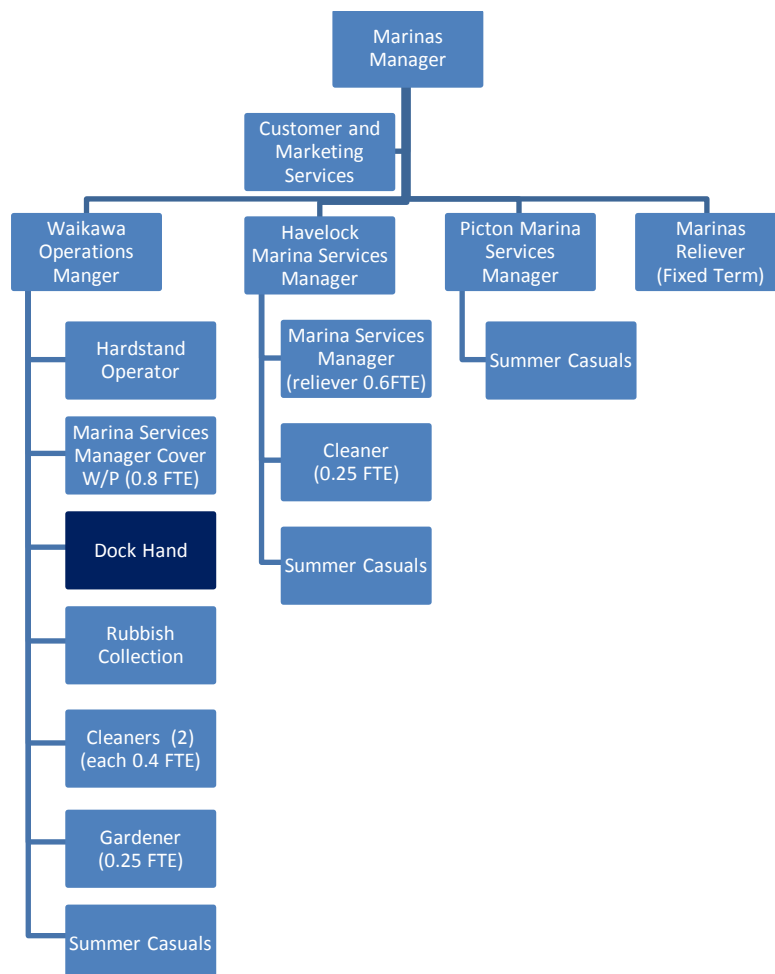 Marinas
Manager
Customer and
Marketing
Services
Waikawa
Operations
Manger
Havelock
Marina Services
Manager
Picton Marina
Services
Manager
Marinas
Reliever
(Fixed Term)
Hardstand
Operator
Marina Services
Manager Cover
W/P (0.8 FTE)
Dock Hand
Rubbish
Collection
Cleaners (2)
(each 0.4 FTE)
Gardener
(0.25 FTE)
Summer Casuals
Marina Services
Manager
(reliever 0.6FTE)
Cleaner
(0.25 FTE)
Summer Casuals
Summer Casuals